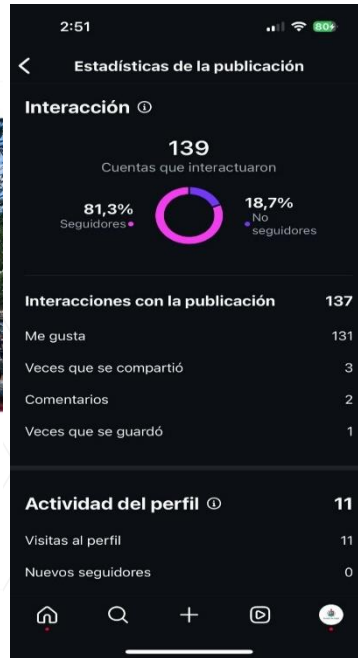 2:51
80
Estadísticas de la publicación
Interacción
139
Cuentas que interactuaron
81,3%
Seguidores
18,7%
No
seguidores
Interacciones con la publicación 137
Me gusta 131
Veces que se compartió 3
Comentarios 2
Veces que se guardó 1
Actividad del perfil 11
Visitas al perfil 11
Nuevos seguidores 0